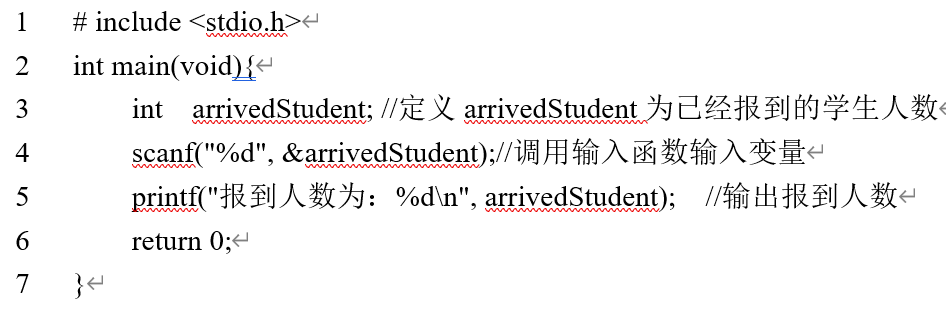 1 # include <stdio.h>
2 int main(void){
3 int arrivedStudent; //定义 arrivedStudent 为已经报到的学生人数
4 scanf("%d", &arrivedStudent);//调用输入函数输入变量
5 printf("报到人数为：%d\n", arrivedStudent); //输出报到人数
6 return 0;
7 }